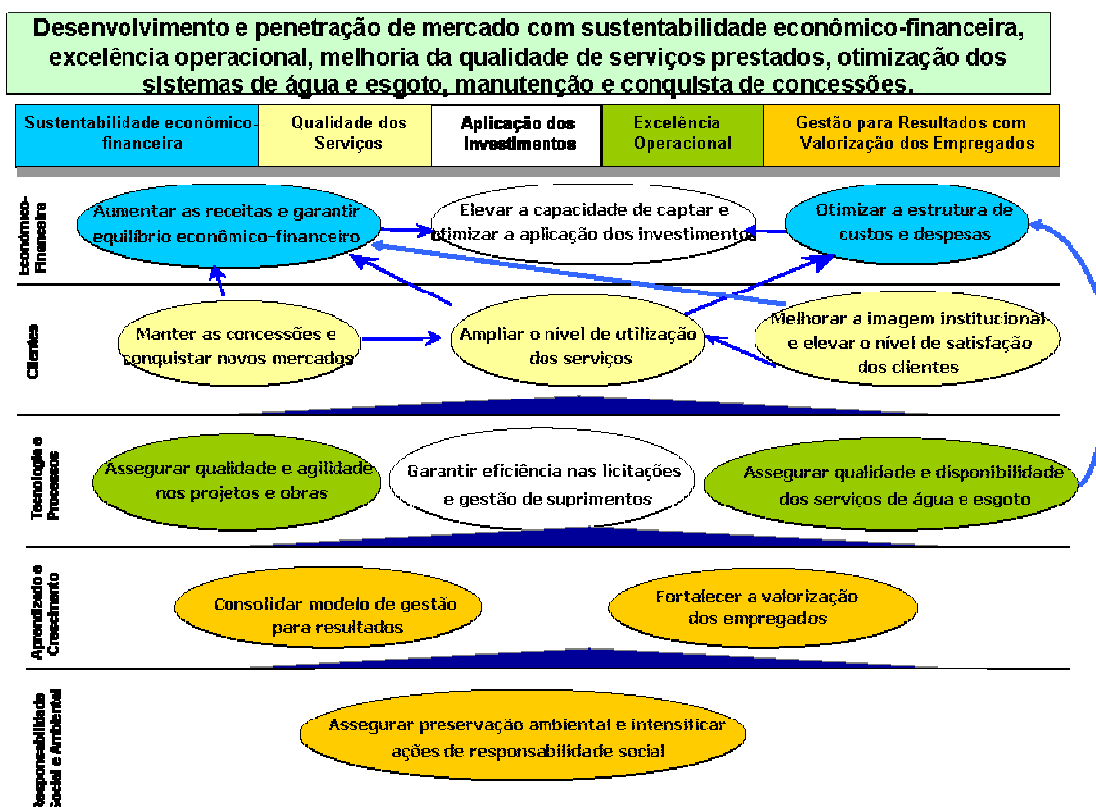 Desenvolvimento e penetração de mercado com sustentabilidade econômico-financeira,
excelência operacional, melhoria da qualidade de serviços prestados, otimização dos
sistemas de água e esgoto, manutenção e conquista de concessões.
Sustentabilidade econômico-
financeira
Qualidade dos
Serviços
Aplicação dos
Investimentos
Excelência
Operacional
Gestão para Resultados com
Valorização dos Empregados
Econômico-
Financeira
Aumentar as receitas e garantir
equilíbrio econômico-financeiro
Elevar a capacidade de captar e
otimizar a aplicação dos investimentos
Otimizar a estrutura de
custos e despesas
Clientes
Manter as concessões e
conquistar novos mercados
Ampliar o nível de utilização
dos serviços
Melhorar a imagem institucional
e elevar o nível de satisfação
dos clientes
Tecnologia e
Processos
Assegurar qualidade e agilidade
nos projetos e obras
Garantir eficiência nas licitações
e gestão de suprimentos
Assegurar qualidade e disponibilidade
dos serviços de água e esgoto
Aprendizado e
Crescimento
Consolidar modelo de gestão
para resultados
Fortalecer a valorização
dos empregados
Responsabilidade
Social e Ambiental
Assegurar preservação ambiental e intensificar
ações de responsabilidade social